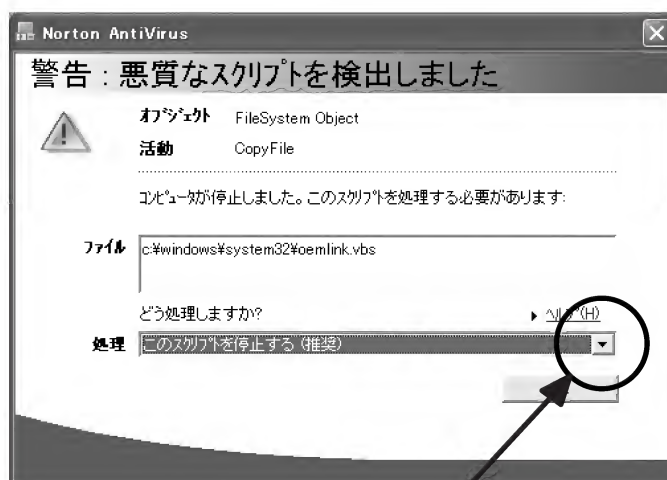 Norton AntiVirus
警告：悪質なスクリプトを検出しました
オブジェクト FileSystem Object
活動 CopyFile
コンピュータが停止しました。このスクリプトを処理する必要があります:
ファイル c:¥windows¥system32¥oemlink.vbs
どう処理しますか?
ヘルプ(H)
処理 このスクリプトを停止する (推奨)